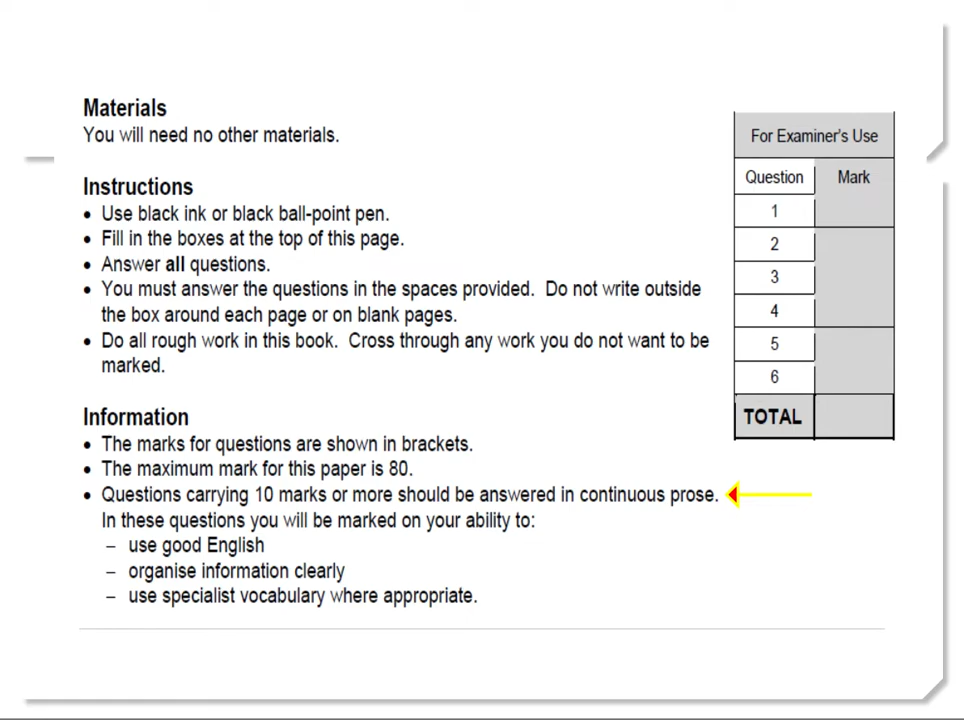 Materials
You will need no other materials.
Instructions
• Use black ink or black ball-point pen.
• Fill in the boxes at the top of this page.
• Answer all questions.
• You must answer the questions in the spaces provided. Do not write outside
the box around each page or on blank pages.
• Do all rough work in this book. Cross through any work you do not want to be
marked.
Information
• The marks for questions are shown in brackets.
• The maximum mark for this paper is 80.
• Questions carrying 10 marks or more should be answered in continuous prose.
In these questions you will be marked on your ability to:
– use good English
– organise information clearly
– use specialist vocabulary where appropriate.
For Examiner's Use
Question Mark
1
2
3
4
5
6
TOTAL